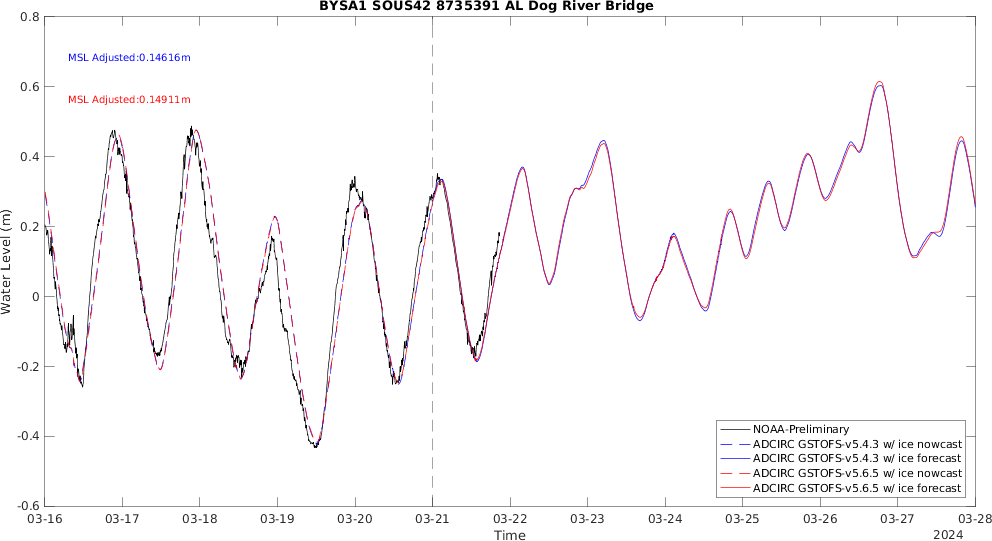 BYSA1 SOUS42 8735391 AL Dog River Bridge
0.8
MSL Adjusted:0.14616m
0.6
MSL Adjusted:0.14911m
0.4
0.2
Water Level (m)
0
-0.2
-0.4
NOAA-Preliminary
ADCIRC GSTOFS-v5.4.3 w/ ice nowcast
ADCIRC GSTOFS-v5.4.3 w/ ice forecast
ADCIRC GSTOFS-v5.6.5 w/ ice nowcast
ADCIRC GSTOFS-v5.6.5 w/ ice forecast
-0.6
03-16 03-17 03-18 03-19 03-20 03-21 03-22 03-23 03-24 03-25 03-26 03-27 03-28
Time
2024